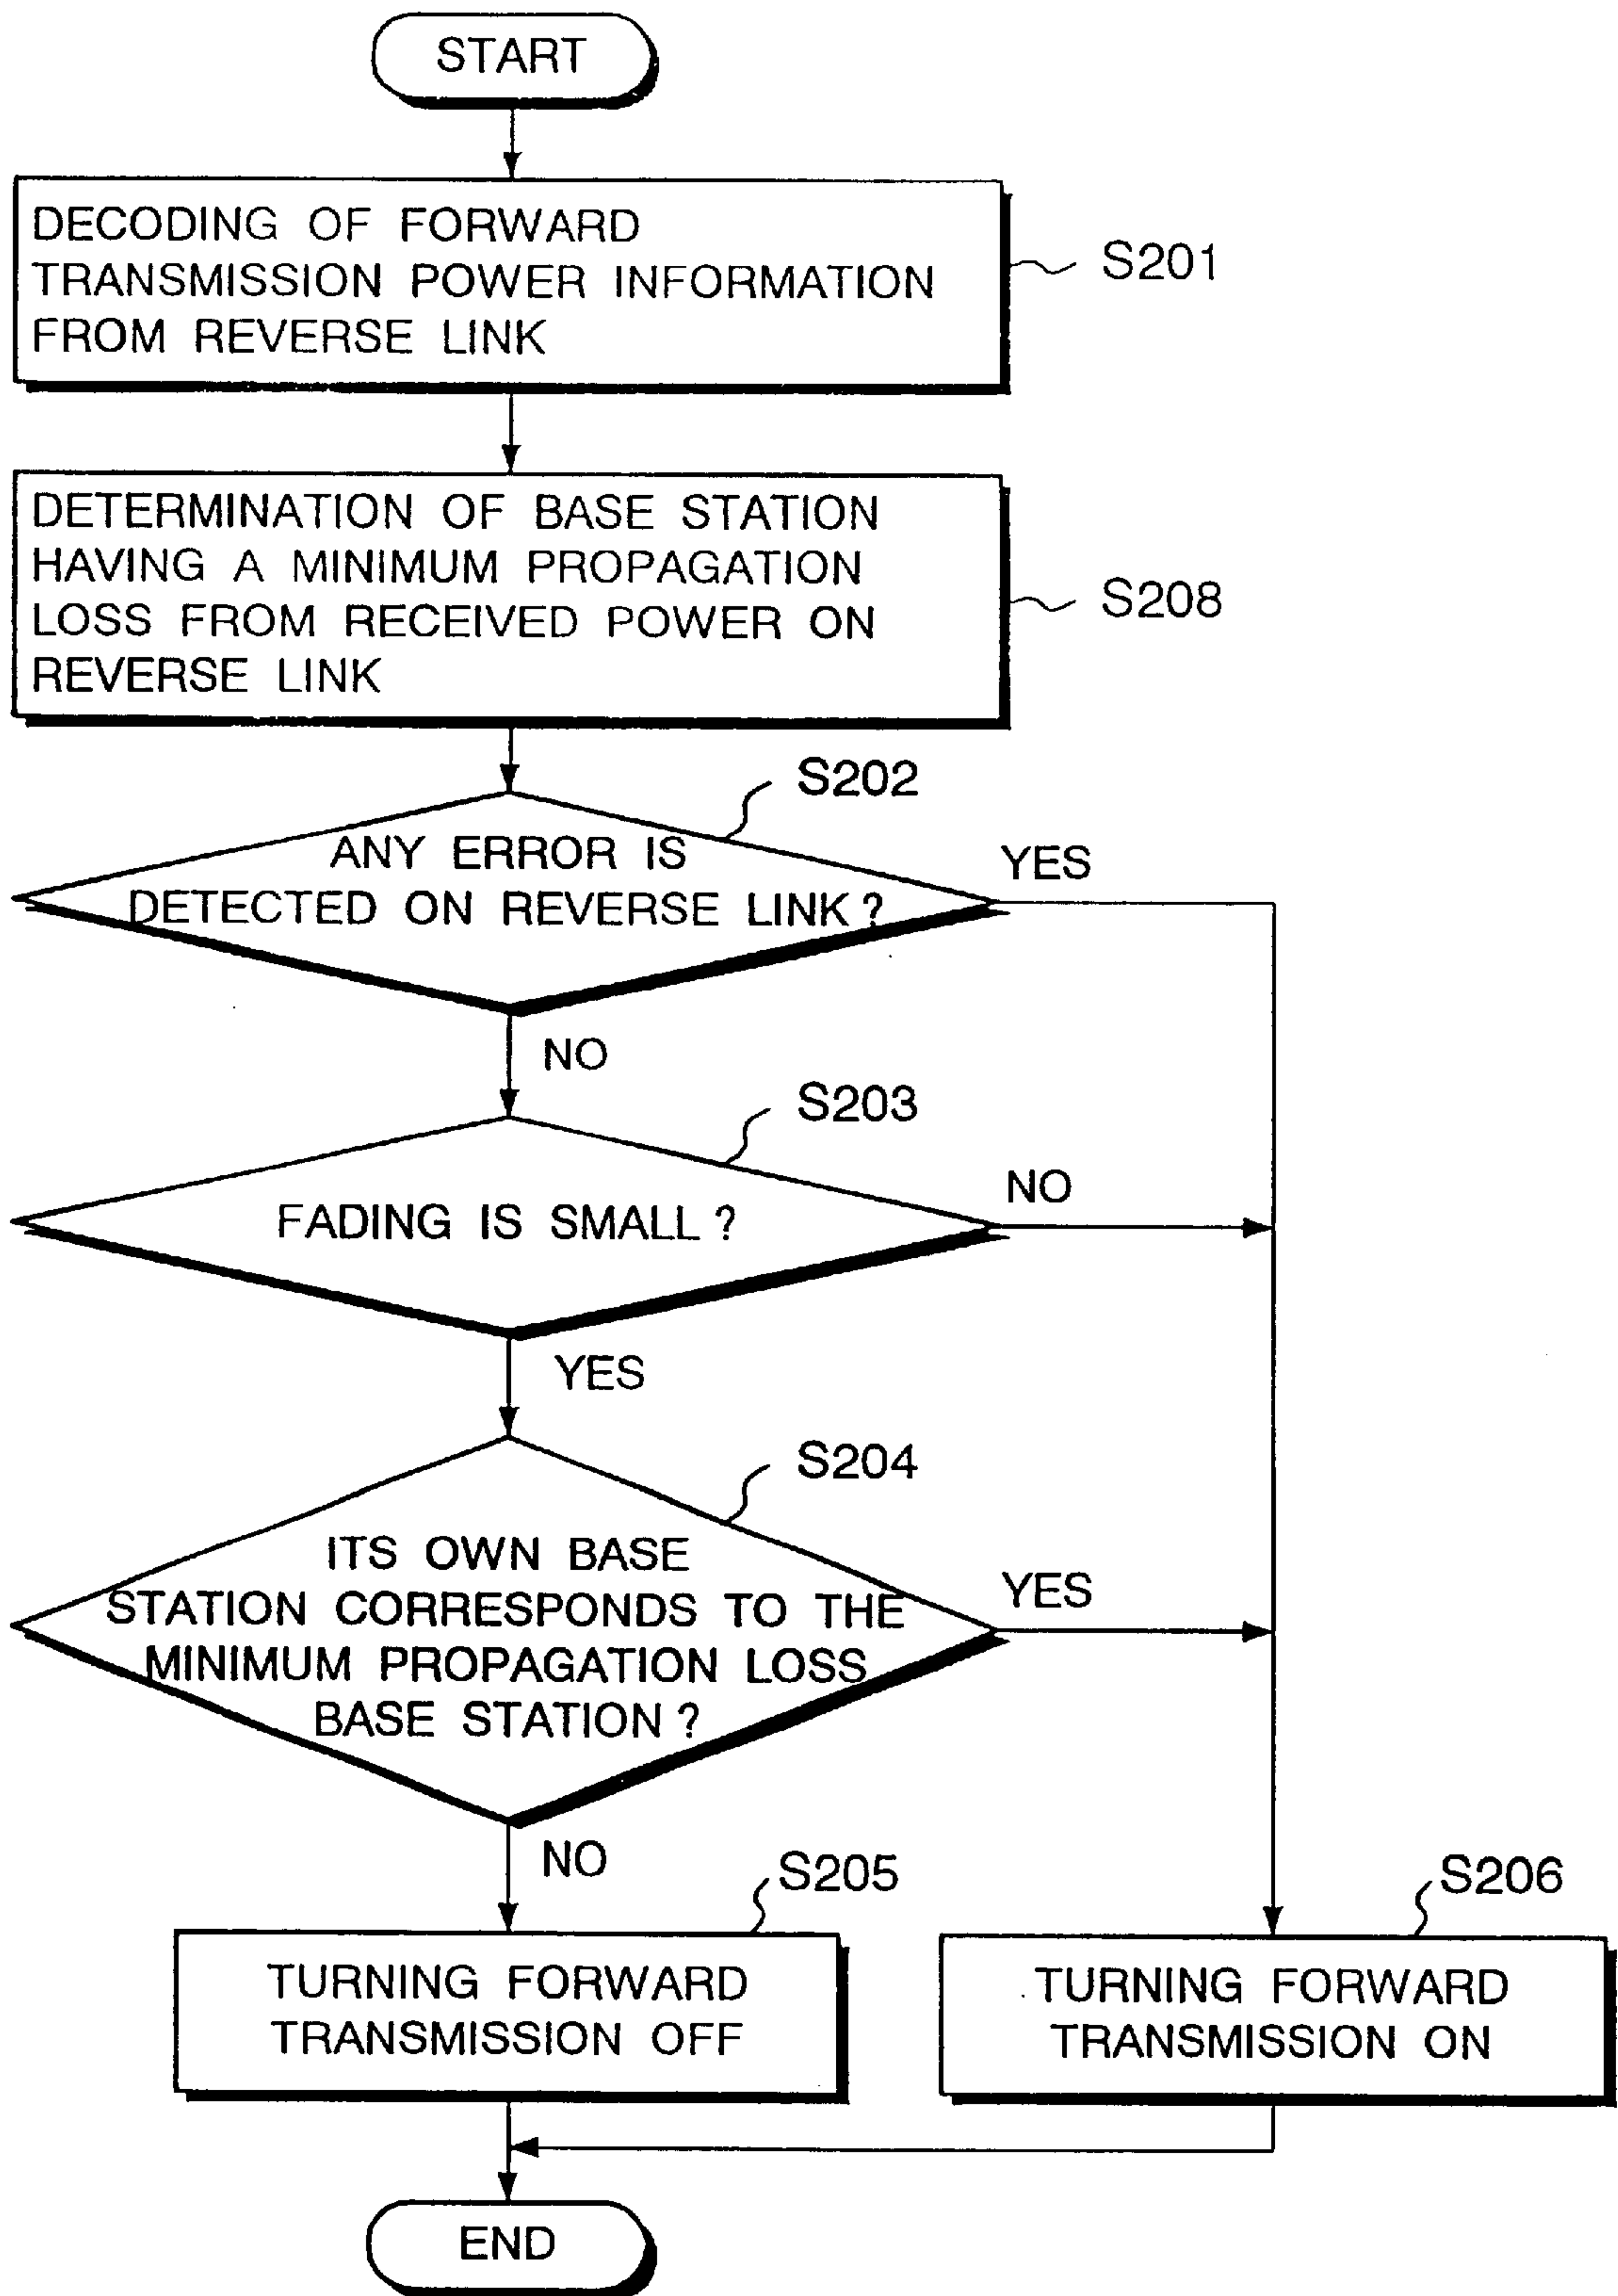 START
DECODING OF FORWARD
TRANSMISSION POWER INFORMATION
FROM REVERSE LINK
S201
DETERMINATION OF BASE STATION
HAVING A MINIMUM PROPAGATION
LOSS FROM RECEIVED POWER ON
REVERSE LINK
S208
S202
ANY ERROR IS
DETECTED ON REVERSE LINK?
YES
NO
S203
FADING IS SMALL?
NO
YES
S204
ITS OWN BASE
STATION CORRESPONDS TO THE
MINIMUM PROPAGATION LOSS
BASE STATION?
YES
NO
S205
TURNING FORWARD
TRANSMISSION OFF
S206
TURNING FORWARD
TRANSMISSION ON
END